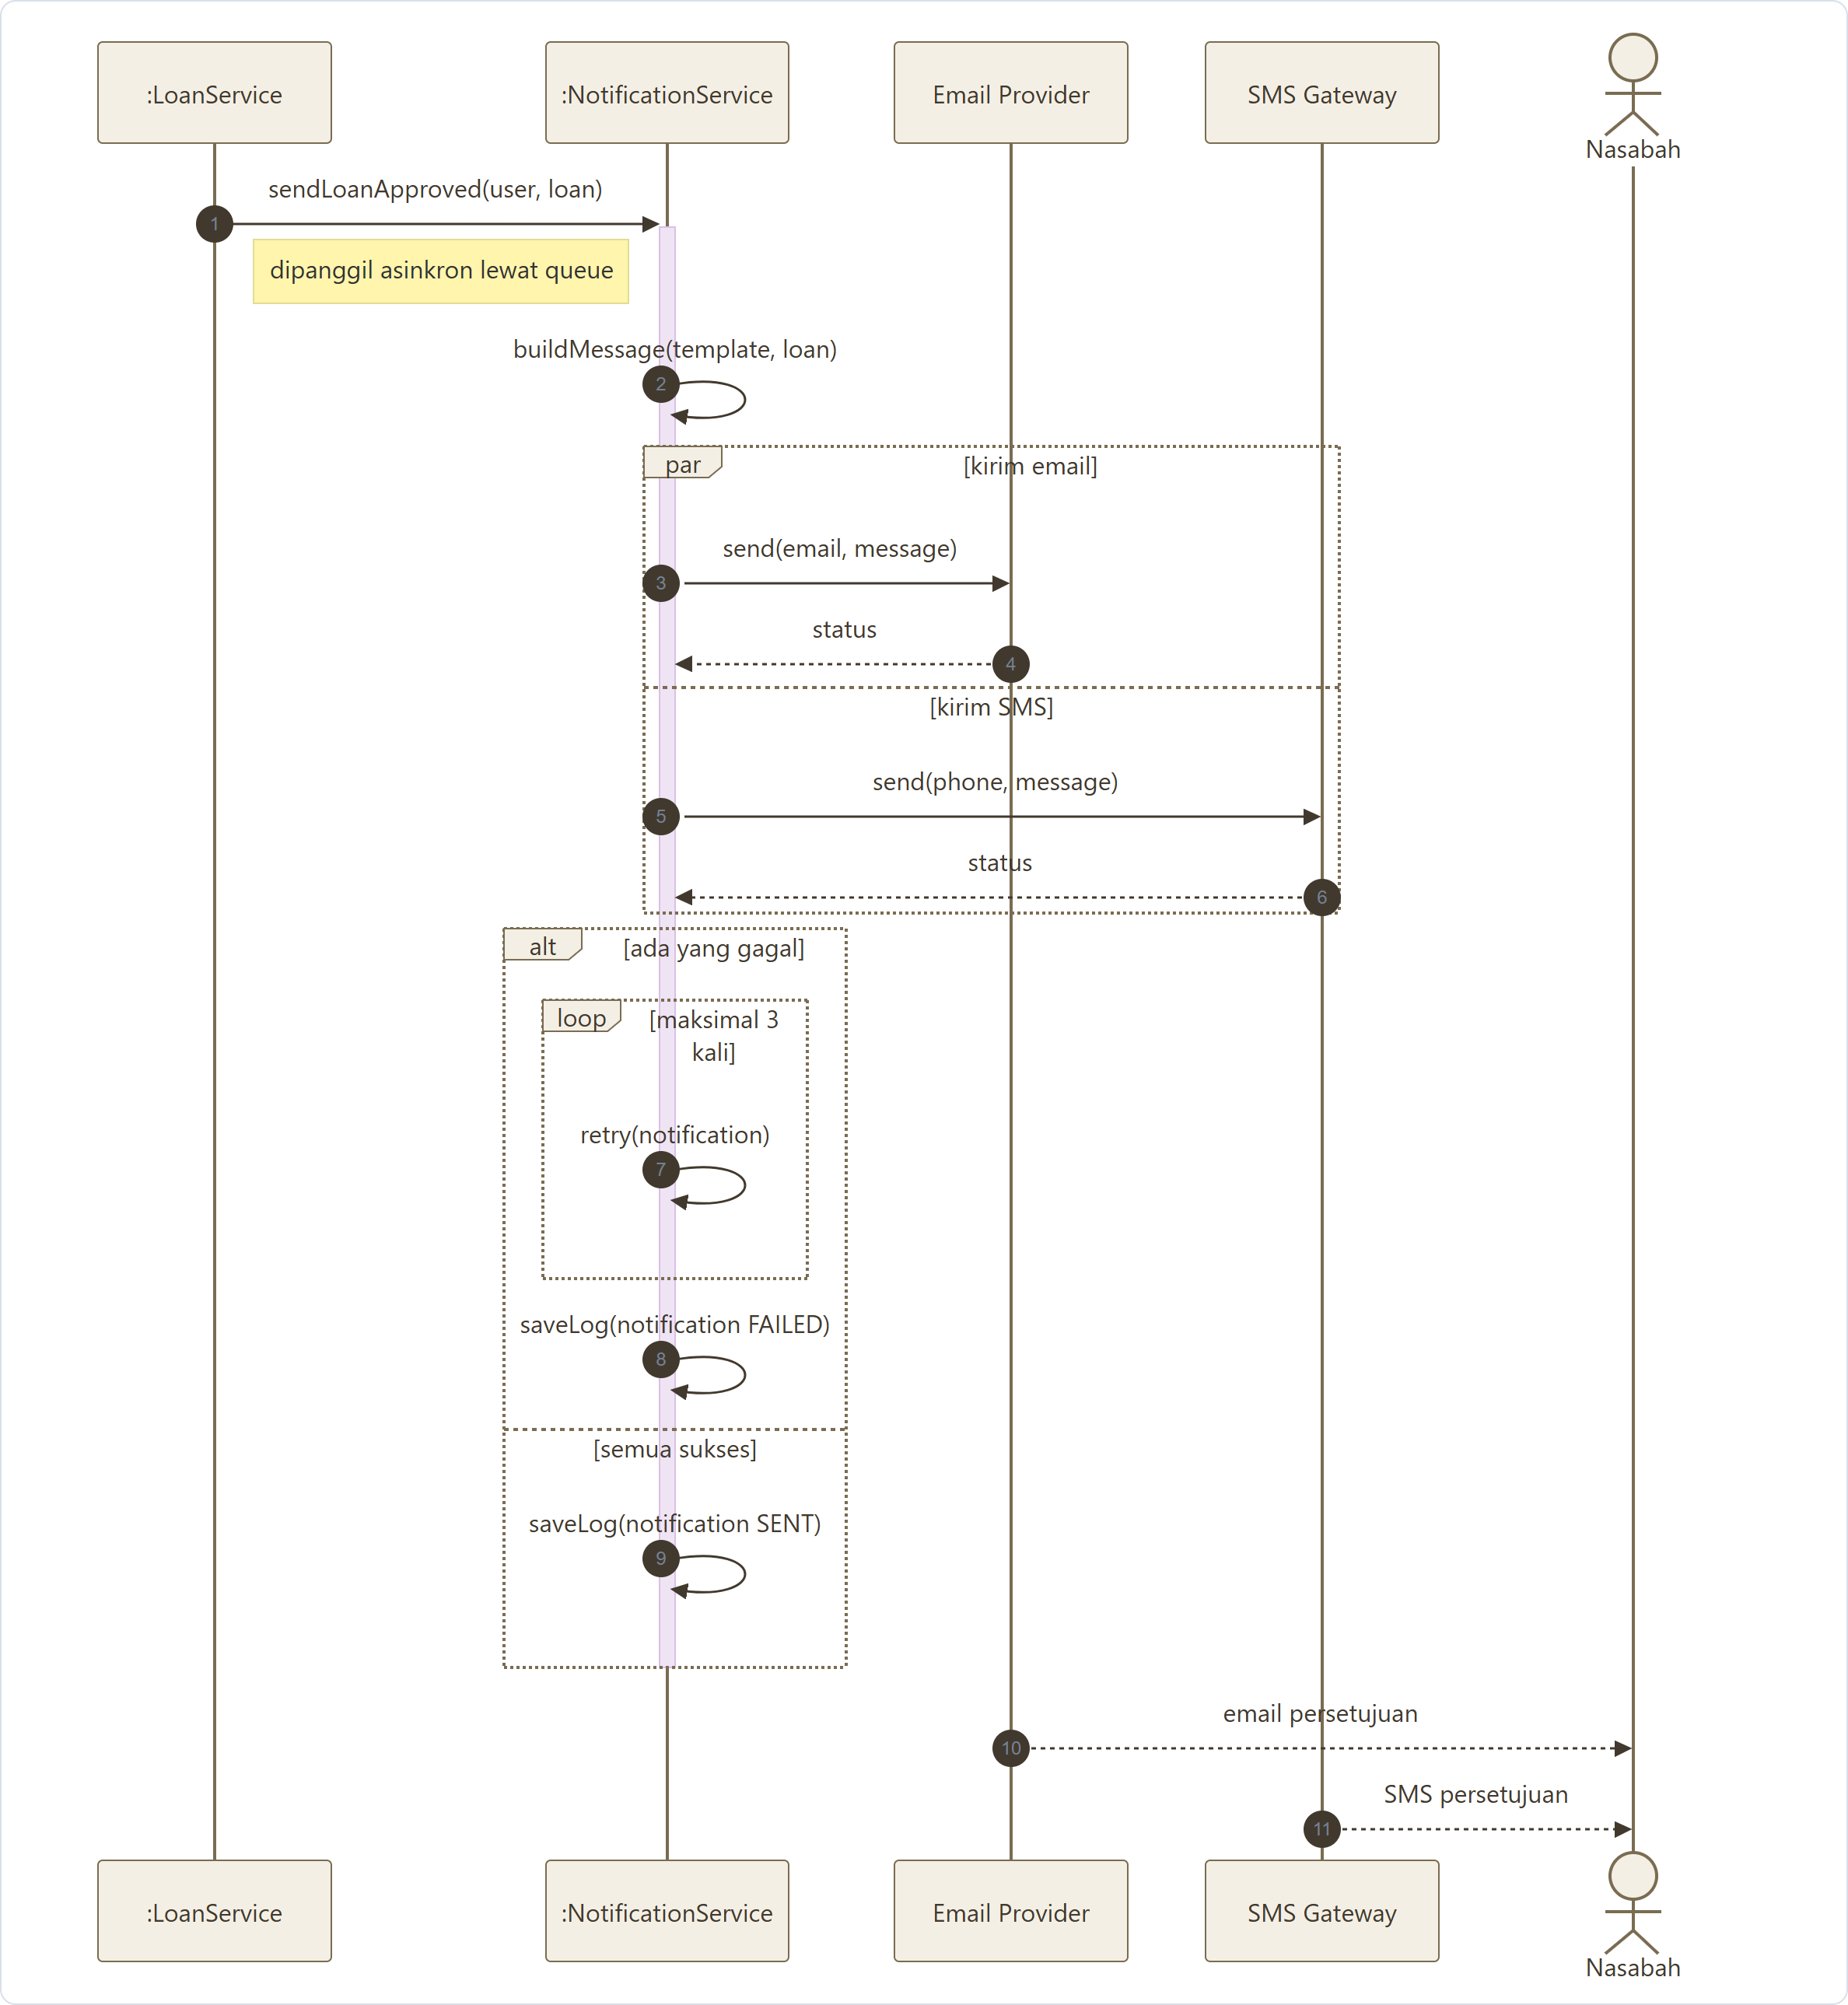 :LoanService
:NotificationService
Email Provider
SMS Gateway
Nasabah
sendLoanApproved(user, loan)
1
dipanggil asinkron lewat queue
buildMessage(template, loan)
2
par
[kirim email]
send(email, message)
3
status
4
[kirim SMS]
send(phone, message)
5
status
6
alt
[ada yang gagal]
loop
[maksimal 3
kali]
retry(notification)
7
saveLog(notification FAILED)
8
[semua sukses]
saveLog(notification SENT)
9
email persetujuan
10
SMS persetujuan
11
:LoanService
:NotificationService
Email Provider
SMS Gateway
Nasabah